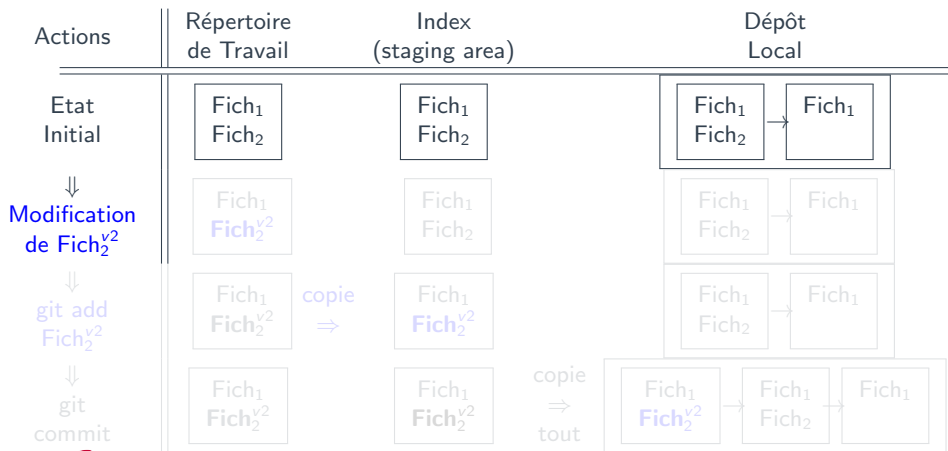 Actions
Répertoire
de Travail
Index
(staging area)
Dépôt
Local
Etat
Initial
Fich₁
Fich₂
Fich₁
Fich₂
Fich₁
Fich₂
→
Fich₁
⇓
Modification
de Fich₂ᵛ²
Fich₁
Fich₂ᵛ²
Fich₁
Fich₂
Fich₁
Fich₂
→
Fich₁
⇓
git add
Fich₂ᵛ²
Fich₁
Fich₂ᵛ²
copie
⇒
Fich₁
Fich₂ᵛ²
Fich₁
Fich₂
→
Fich₁
⇓
git
commit
Fich₁
Fich₂ᵛ²
Fich₁
Fich₂ᵛ²
copie
⇒
tout
Fich₁
Fich₂ᵛ²
→
Fich₁
Fich₂
→
Fich₁